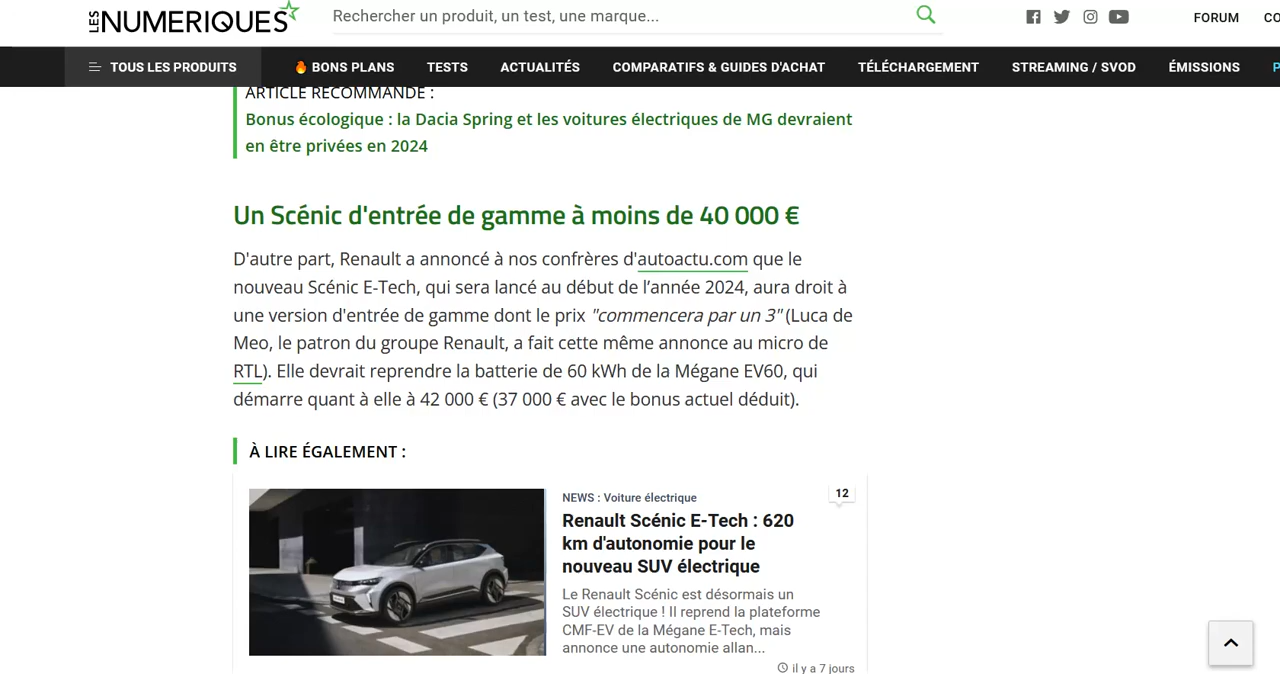 LES NUMERIQUES
Rechercher un produit, un test, une marque...
FORUM
TOUS LES PRODUITS
BONS PLANS
TESTS
ACTUALITÉS
COMPARATIFS & GUIDES D'ACHAT
TÉLÉCHARGEMENT
STREAMING / SVOD
ÉMISSIONS
ARTICLE RECOMMANDÉ :
Bonus écologique : la Dacia Spring et les voitures électriques de MG devraient
en être privées en 2024
Un Scénic d'entrée de gamme à moins de 40 000 €
D'autre part, Renault a annoncé à nos confrères d'autoactu.com que le
nouveau Scénic E-Tech, qui sera lancé au début de l’année 2024, aura droit à
une version d'entrée de gamme dont le prix "commencera par un 3" (Luca de
Meo, le patron du groupe Renault, a fait cette même annonce au micro de
RTL). Elle devrait reprendre la batterie de 60 kWh de la Mégane EV60, qui
démarre quant à elle à 42 000 € (37 000 € avec le bonus actuel déduit).
À LIRE ÉGALEMENT :
NEWS : Voiture électrique
12
Renault Scénic E-Tech : 620
km d'autonomie pour le
nouveau SUV électrique
Le Renault Scénic est désormais un
SUV électrique ! Il reprend la plateforme
CMF-EV de la Mégane E-Tech, mais
annonce une autonomie allan...
il y a 7 jours